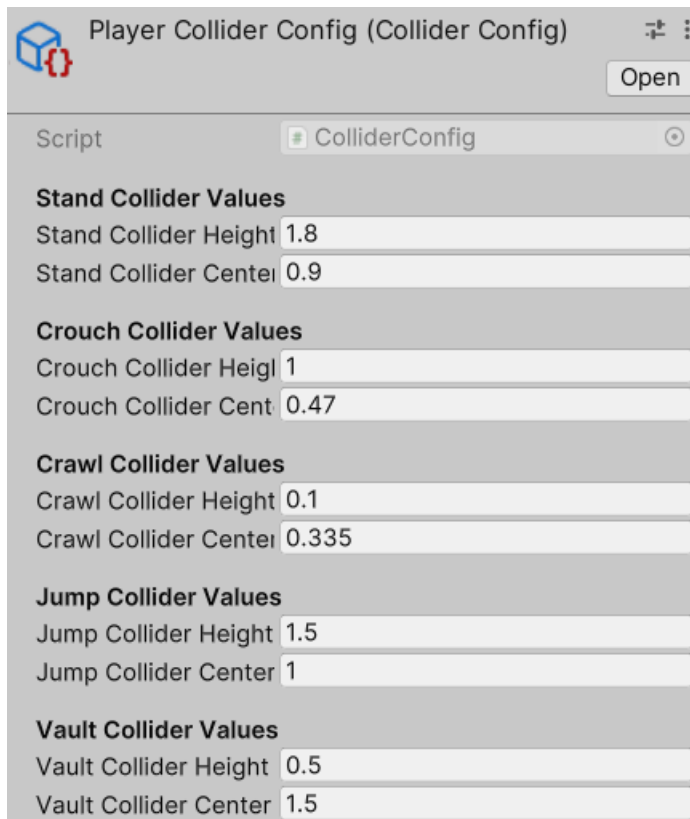 Player Collider Config (Collider Config)
Open
Script # ColliderConfig
Stand Collider Values
Stand Collider Height 1.8
Stand Collider Center 0.9
Crouch Collider Values
Crouch Collider Heigl 1
Crouch Collider Cent 0.47
Crawl Collider Values
Crawl Collider Height 0.1
Crawl Collider Center 0.335
Jump Collider Values
Jump Collider Height 1.5
Jump Collider Center 1
Vault Collider Values
Vault Collider Height 0.5
Vault Collider Center 1.5